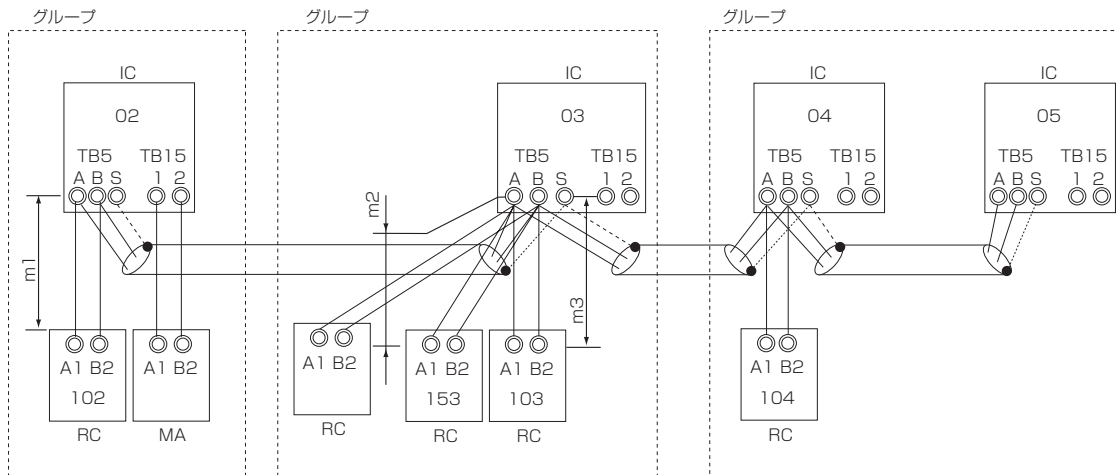 グループ
グループ
グループ
IC
IC
IC
IC
02
03
04
05
TB5 TB15
TB5 TB15
TB5 TB15
TB5 TB15
A B S 1 2
A B S 1 2
A B S 1 2
A B S 1 2
m1
m2
m3
A1 B2
102
RC
A1 B2
MA
A1 B2
RC
A1 B2
153
RC
A1 B2
103
RC
A1 B2
104
RC